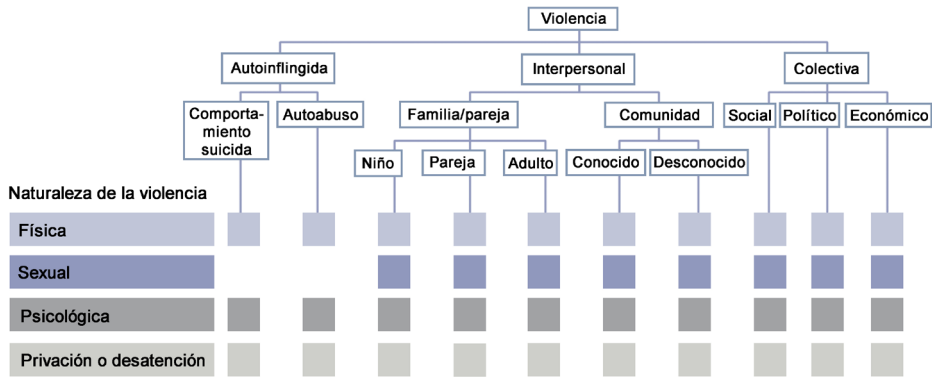 Violencia
Autoinflingida
Interpersonal
Colectiva
Comporta-
miento
suicida
Autoabuso
Familia/pareja
Comunidad
Social
Político
Económico
Niño
Pareja
Adulto
Conocido
Desconocido
Naturaleza de la violencia
Física
Sexual
Psicológica
Privación o desatención